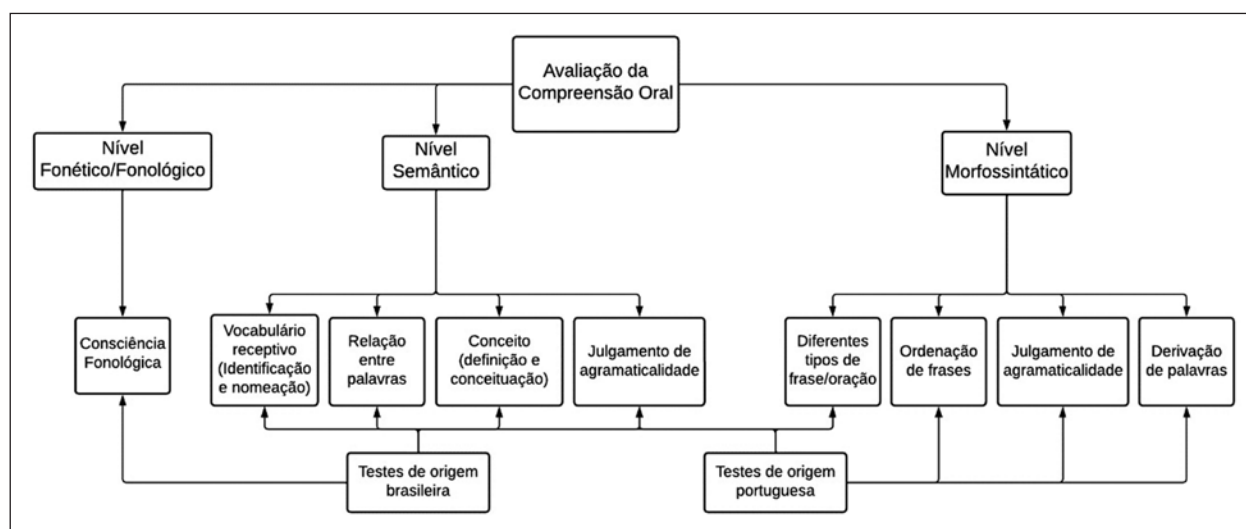 Avaliação da
Compreensão Oral
Nível
Fonético/Fonológico
Nível
Semântico
Nível
Morfossintático
Consciência
Fonológica
Vocabulário
receptivo
(Identificação
e nomeação)
Relação
entre
palavras
Conceito
(definição e
conceituação)
Julgamento de
agramaticalidade
Diferentes
tipos de
frase/oração
Ordenação
de frases
Julgamento de
agramaticalidade
Derivação
de palavras
Testes de origem
brasileira
Testes de origem
portuguesa